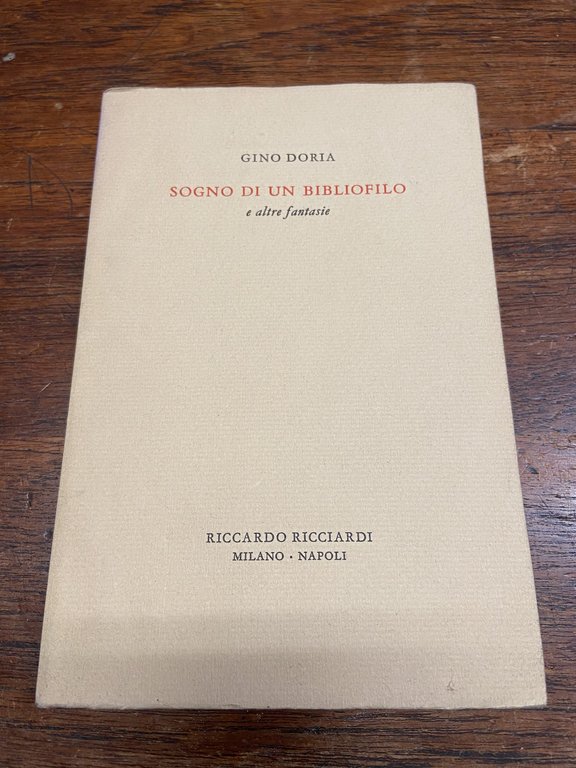 GINO DORIA
SOGNO DI UN BIBLIOFILO
e altre fantasie
RICCARDO RICCIARDI
MILANO · NAPOLI